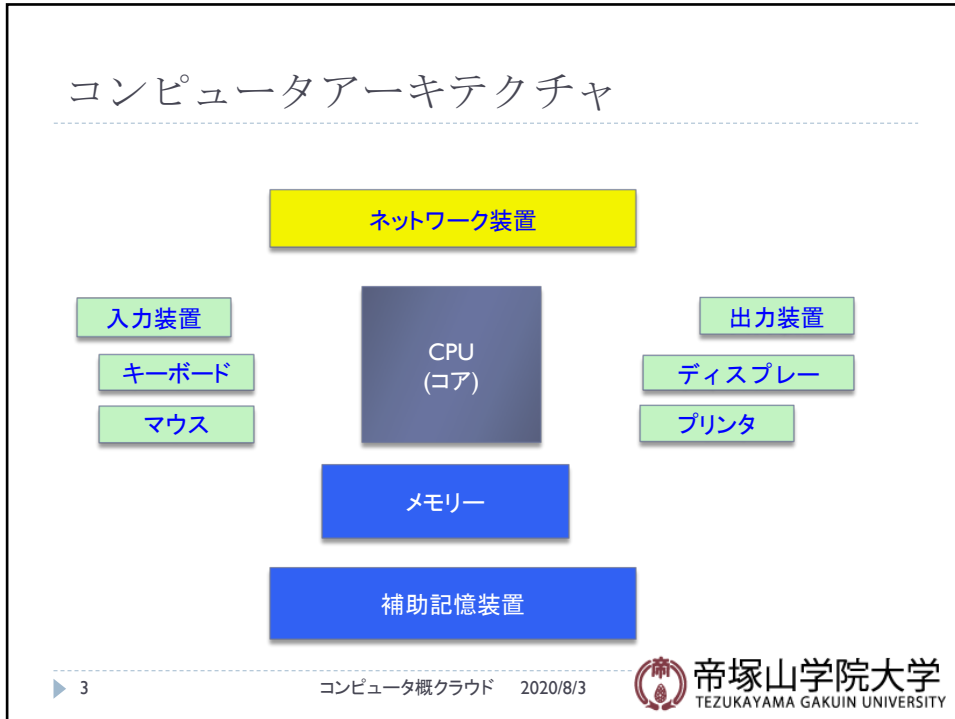 コンピュータアーキテクチャ
ネットワーク装置
入力装置
キーボード
マウス
CPU
(コア)
出力装置
ディスプレー
プリンタ
メモリー
補助記憶装置
3
コンピュータ概クラウド 2020/8/3
帝塚山学院大学
TEZUKAYAMA GAKUIN UNIVERSITY